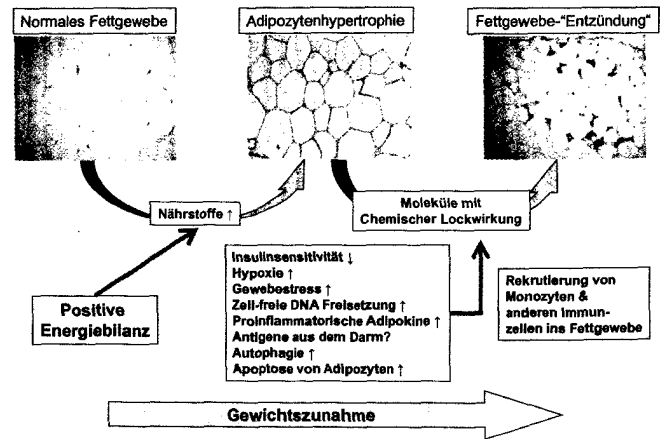 Normales Fettgewebe
Adipozytenhypertrophie
Fettgewebe-"Entzündung"
Nährstoffe ↑
Moleküle mit
Chemischer Lockwirkung
Positive
Energiebilanz
Insulinsensitivität ↓
Hypoxie ↑
Gewebestress ↑
Zell-freie DNA Freisetzung ↑
Proinflammatorische Adipokine ↑
Antigene aus dem Darm?
Autophagie ↑
Apoptose von Adipozyten ↑
Rekrutierung von
Monozyten &
anderen Immun-
zellen ins Fettgewebe
Gewichtszunahme